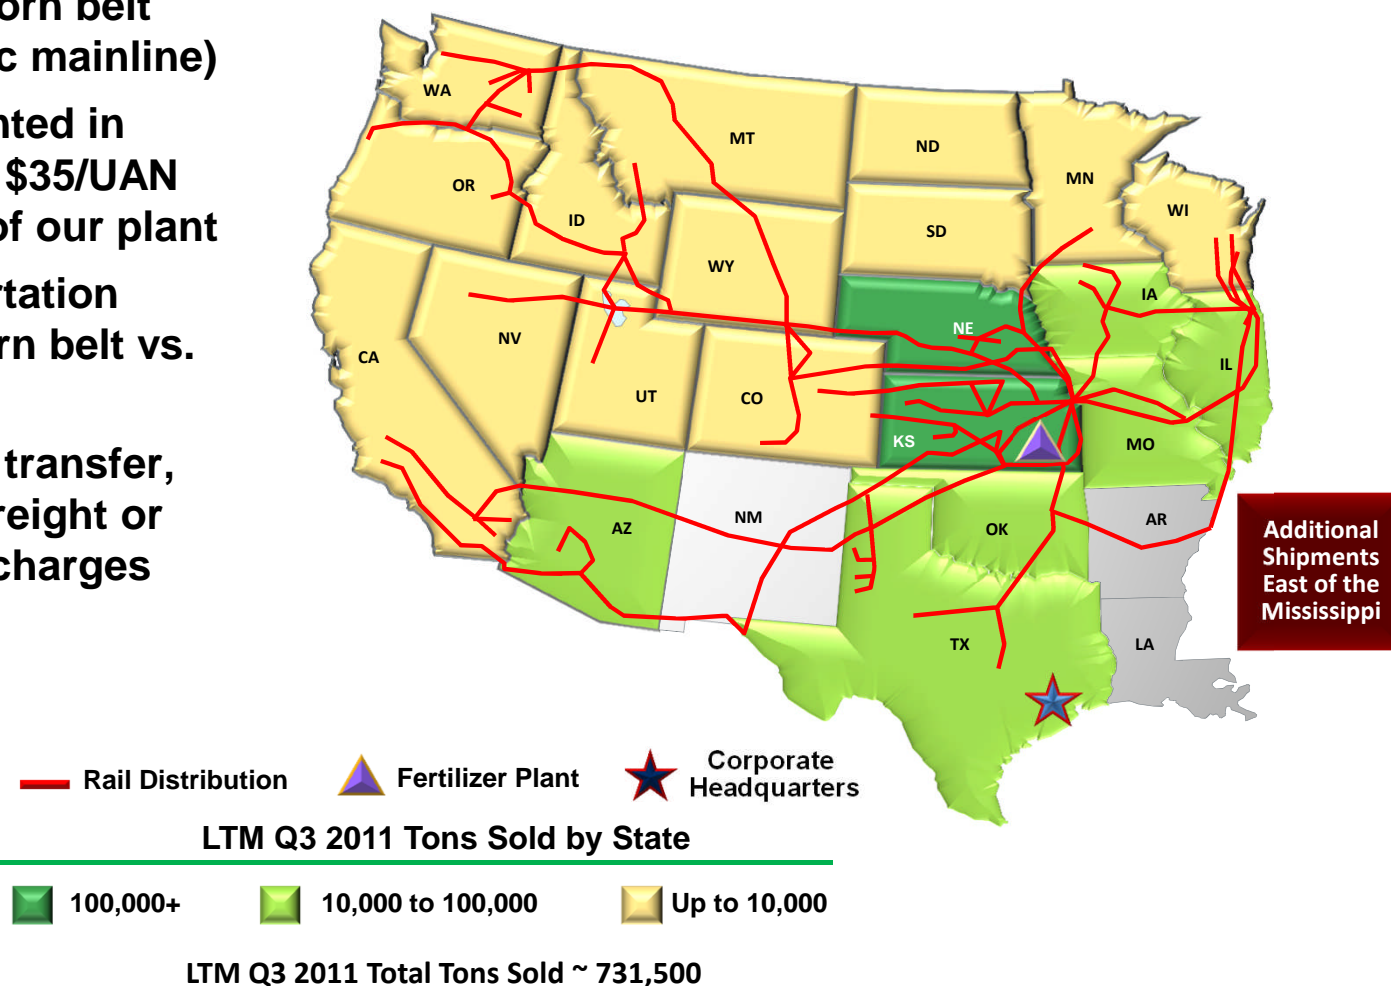 orn belt
c mainline)
nted in
$35/UAN
of our plant
rtation
rn belt vs.
transfer,
reight or
charges
WA
MT
ND
MN
OR
ID
SD
WI
WY
IA
NE
NV
CA
IL
UT
CO
KS
MO
AZ
NM
OK
AR
TX
LA
Additional
Shipments
East of the
Mississippi
Rail Distribution
Fertilizer Plant
Corporate
Headquarters
LTM Q3 2011 Tons Sold by State
100,000+
10,000 to 100,000
Up to 10,000
LTM Q3 2011 Total Tons Sold ~ 731,500